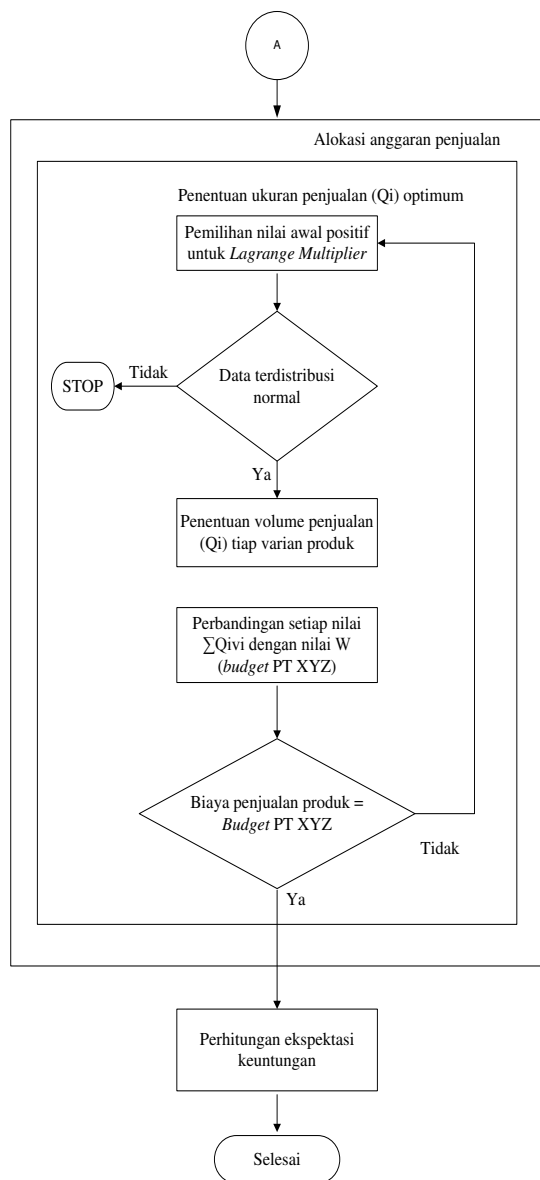 A
Alokasi anggaran penjualan
Penentuan ukuran penjualan (Qi) optimum
Pemilihan nilai awal positif
untuk Lagrange Multiplier
Tidak
STOP
Data terdistribusi
normal
Ya
Penentuan volume penjualan
(Qi) tiap varian produk
Perbandingan setiap nilai
∑Qivi dengan nilai W
(budget PT XYZ)
Biaya penjualan produk =
Budget PT XYZ
Tidak
Ya
Perhitungan ekspektasi
keuntungan
Selesai